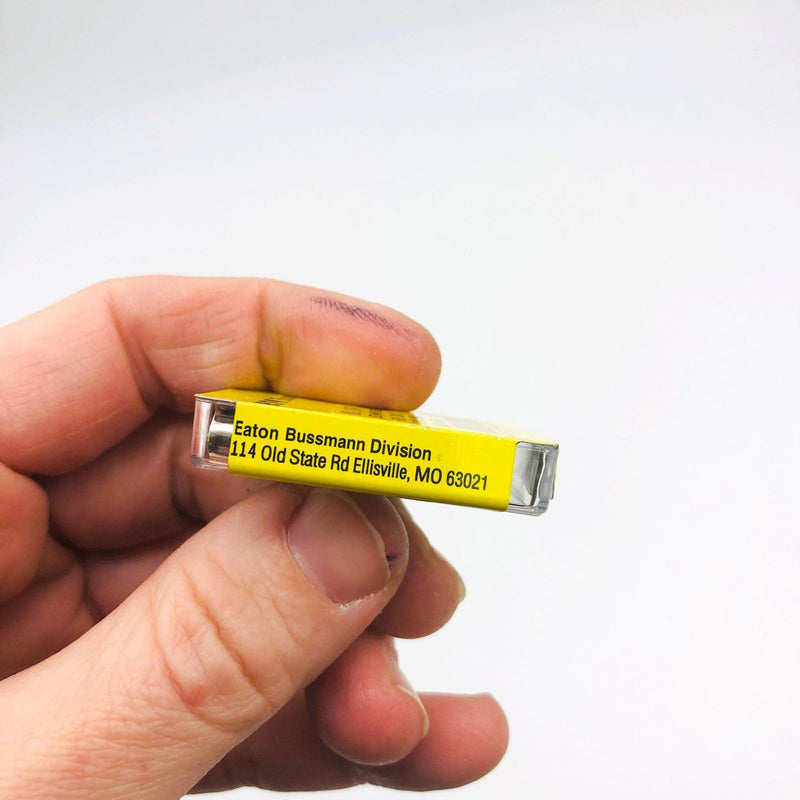 Eaton Bussmann Division
114 Old State Rd Ellisville, MO 63021